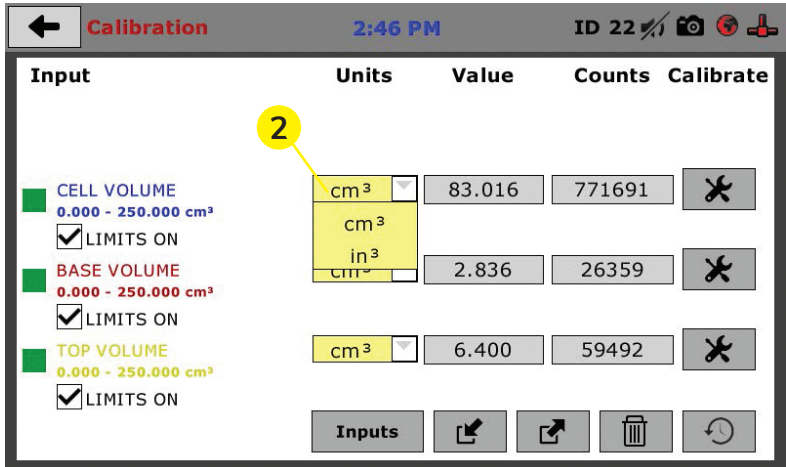 Calibration 2:46 PM ID 22
Input Units Value Counts Calibrate
2
CELL VOLUME cm³ 83.016 771691
0.000 - 250.000 cm³
cm³
LIMITS ON
in³
BASE VOLUME cm³ 2.836 26359
0.000 - 250.000 cm³
LIMITS ON
TOP VOLUME cm³ 6.400 59492
0.000 - 250.000 cm³
LIMITS ON
Inputs